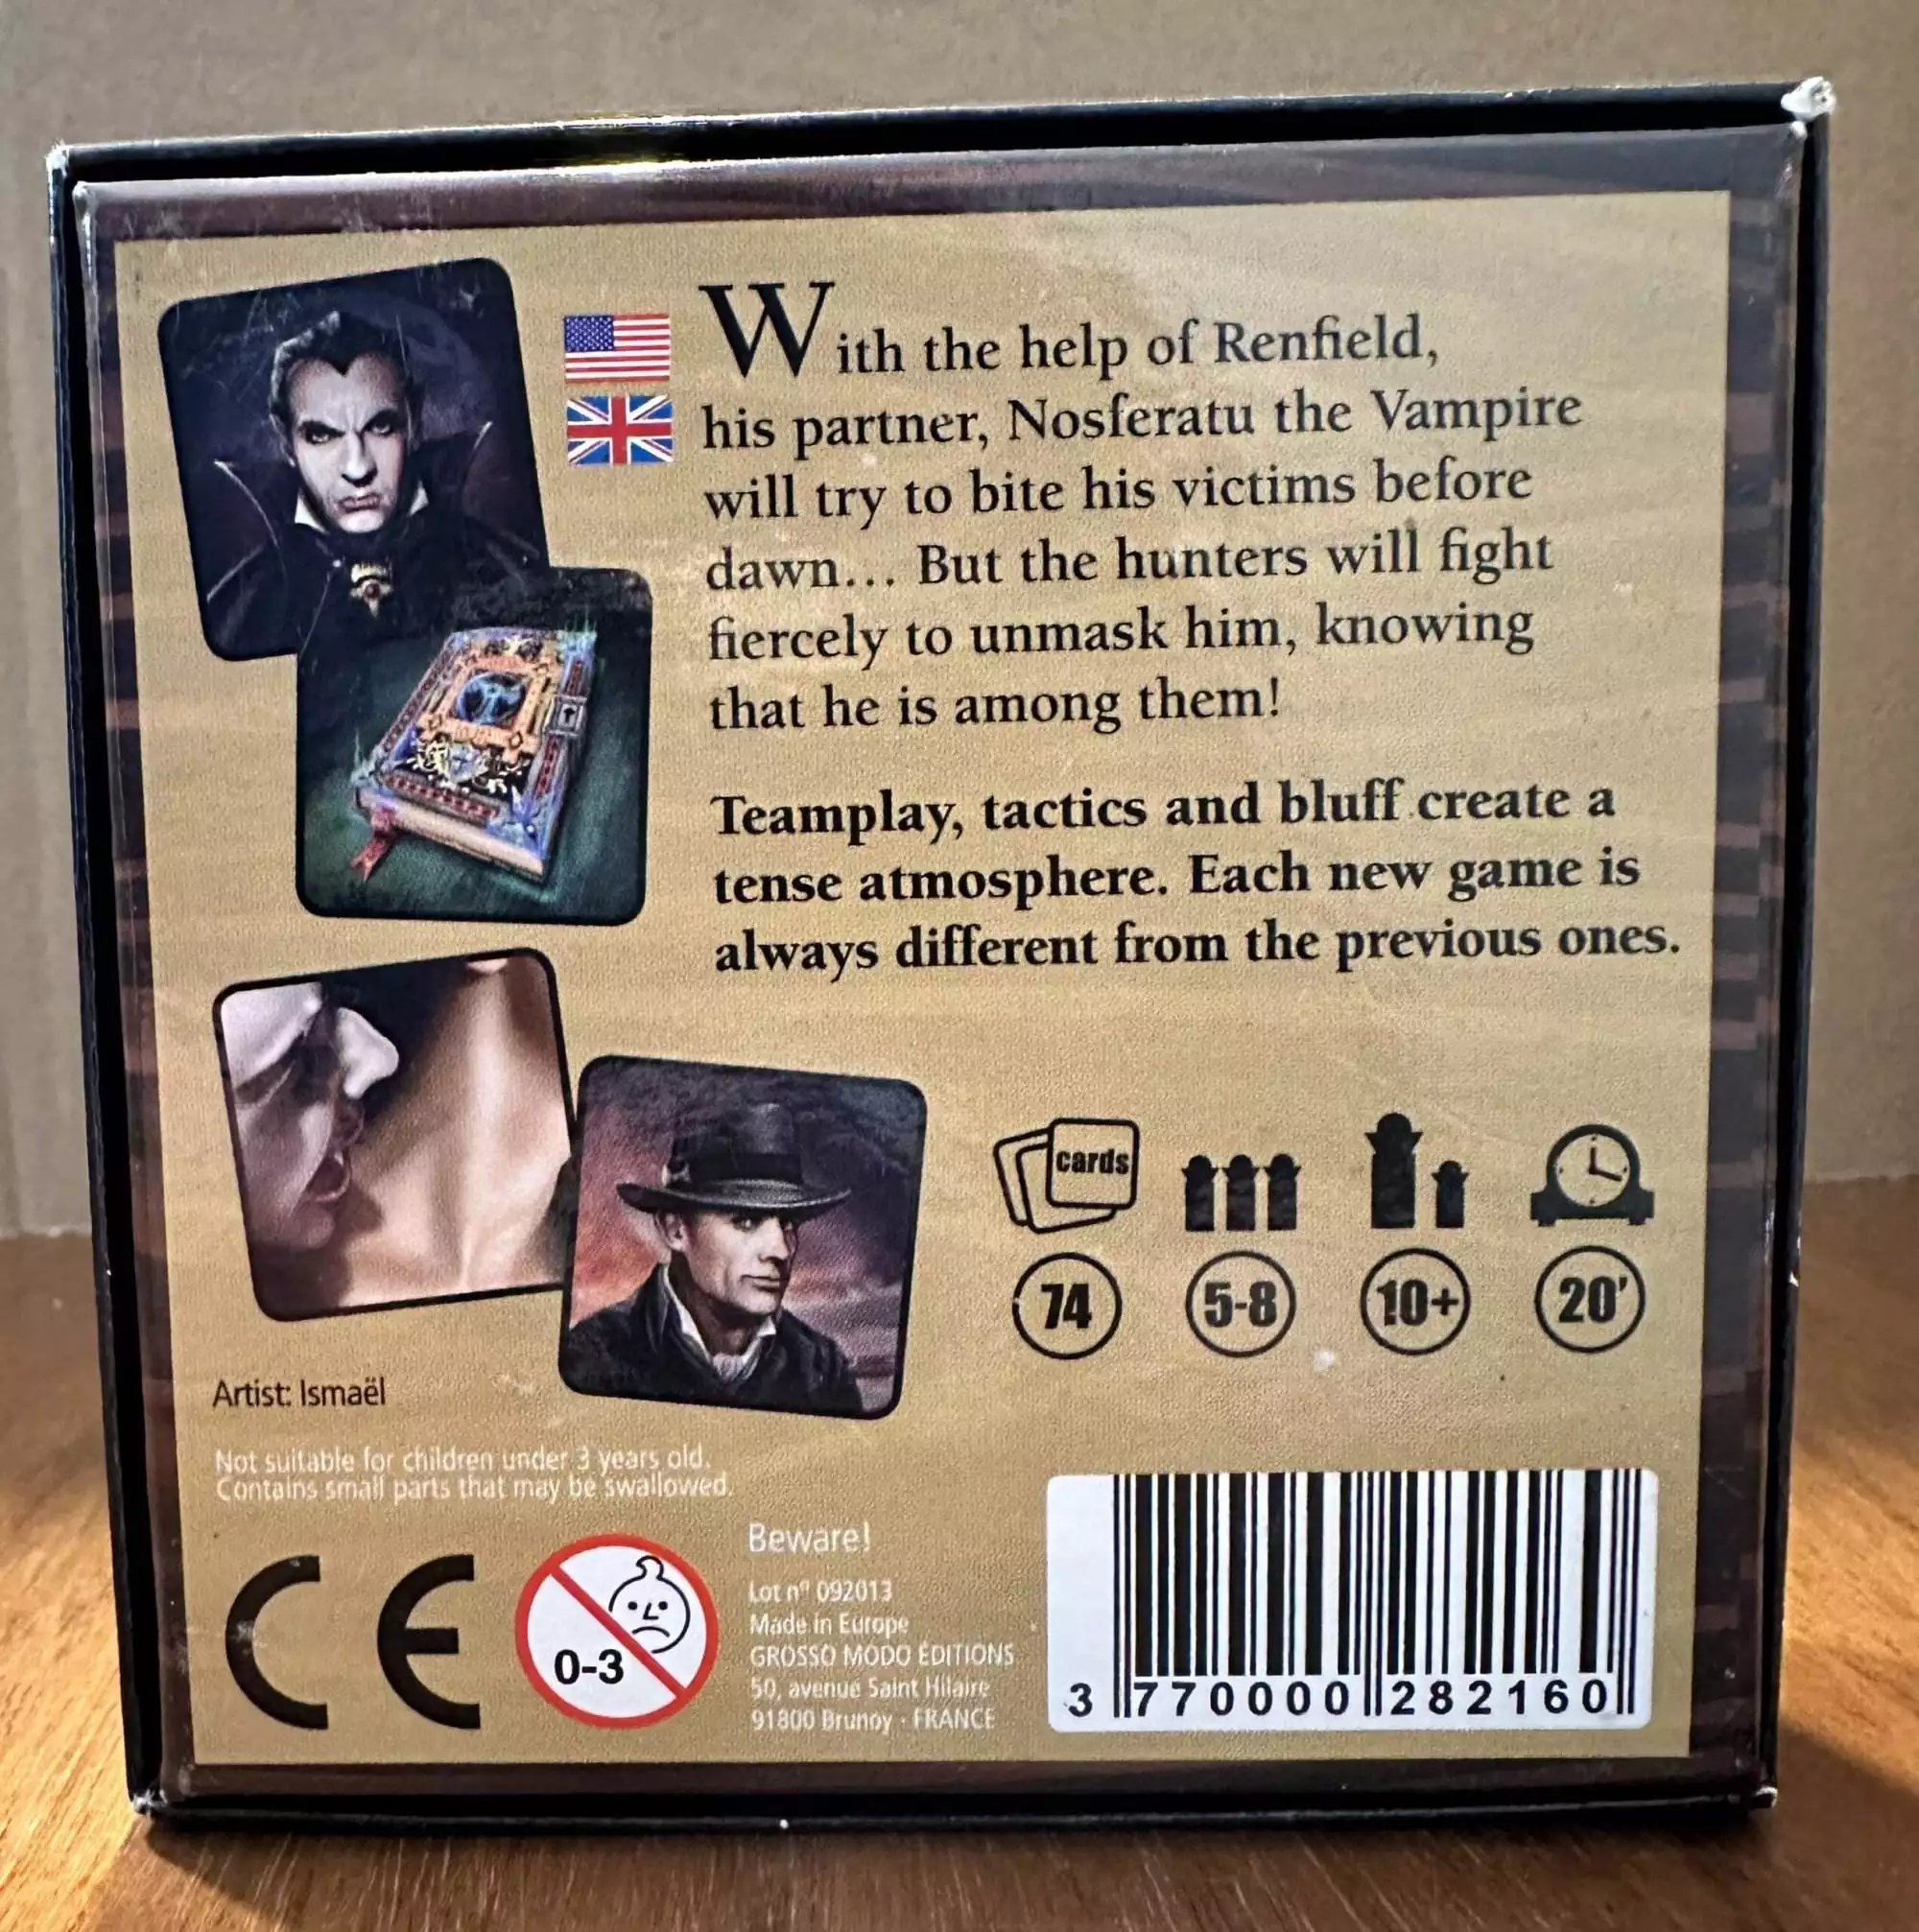 With the help of Renfield,
his partner, Nosferatu the Vampire
will try to bite his victims before
dawn... But the hunters will fight
fiercely to unmask him, knowing
that he is among them!
Teamplay, tactics and bluff create a
tense atmosphere. Each new game is
always different from the previous ones.
cards
74 5-8 10+ 20'
Artist: Ismaël
Not suitable for children under 3 years old.
Contains small parts that may be swallowed.
CE
0-3
Beware!
Lot n° 092013
Made in Europe
GROSSO MODO ÉDITIONS
50, avenue Saint Hilaire
91800 Brunoy - FRANCE
3 770000 282160